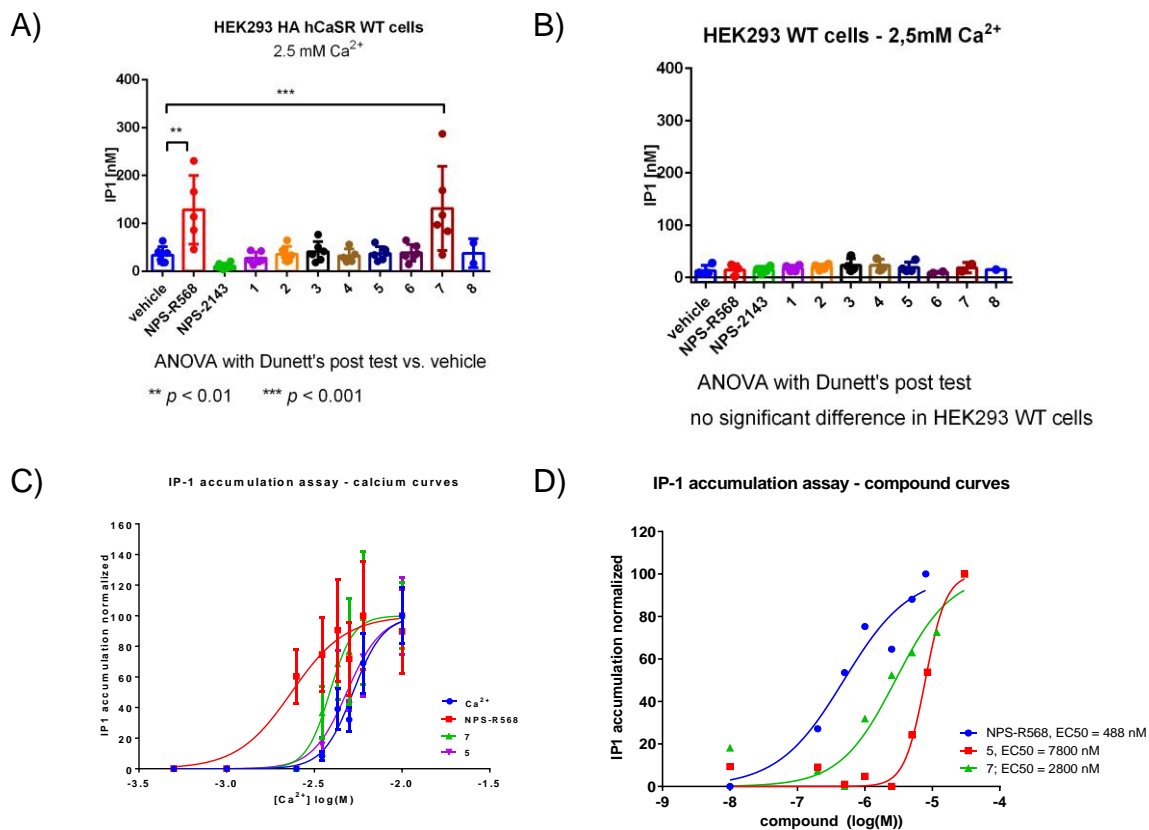 A)
HEK293 HA hCaSR WT cells
2.5 mM Ca²⁺
400
300
200
100
0
IP1 [nM]
***
**
vehicle
NPS-R568
NPS-2143
1
2
3
4
5
6
7
8
ANOVA with Dunett's post test vs. vehicle
** p < 0.01 *** p < 0.001
B)
HEK293 WT cells - 2,5mM Ca²⁺
400
300
200
100
0
IP1 [nM]
vehicle
NPS-R568
NPS-2143
1
2
3
4
5
6
7
8
ANOVA with Dunett's post test
no significant difference in HEK293 WT cells
C)
IP-1 accumulation assay - calcium curves
160
140
120
100
80
60
40
20
0
IP1 accumulation normalized
-3.5
-3.0
-2.5
-2.0
-1.5
[Ca²⁺] log(M)
Ca²⁺
NPS-R568
7
5
D)
IP-1 accumulation assay - compound curves
120
100
80
60
40
20
0
IP1 accumulation normalized
-9
-8
-7
-6
-5
-4
compound (log(M))
NPS-R568, EC50 = 488 nM
5, EC50 = 7800 nM
7; EC50 = 2800 nM